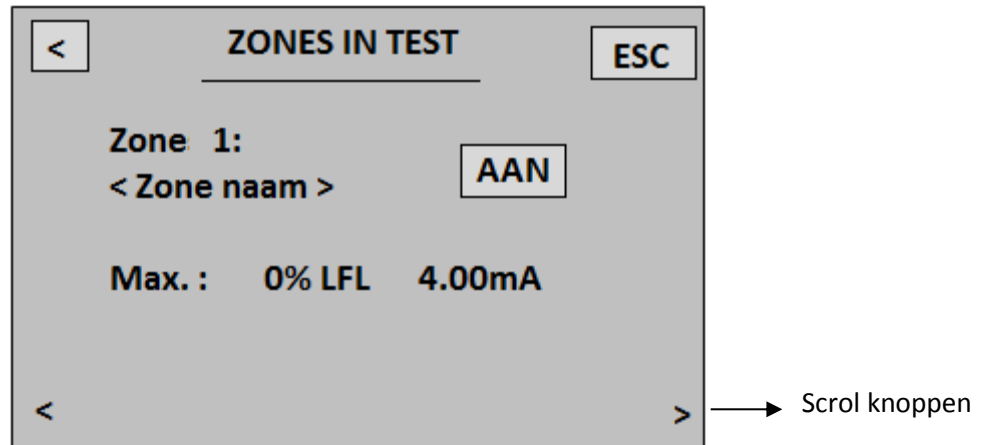 < ZONES IN TEST ESC
Zone 1:
< Zone naam > AAN
Max. : 0% LFL 4.00mA
< > Scrol knoppen